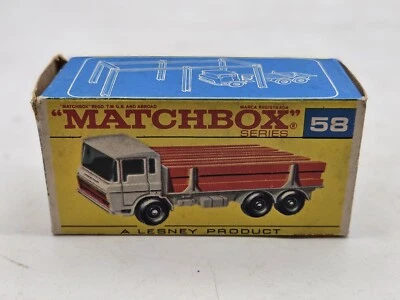 "MATCHBOX" REGD. T.M. G.B. AND ABROAD MARCA REGISTRADA
"MATCHBOX"®
SERIES
58
A LESNEY PRODUCT